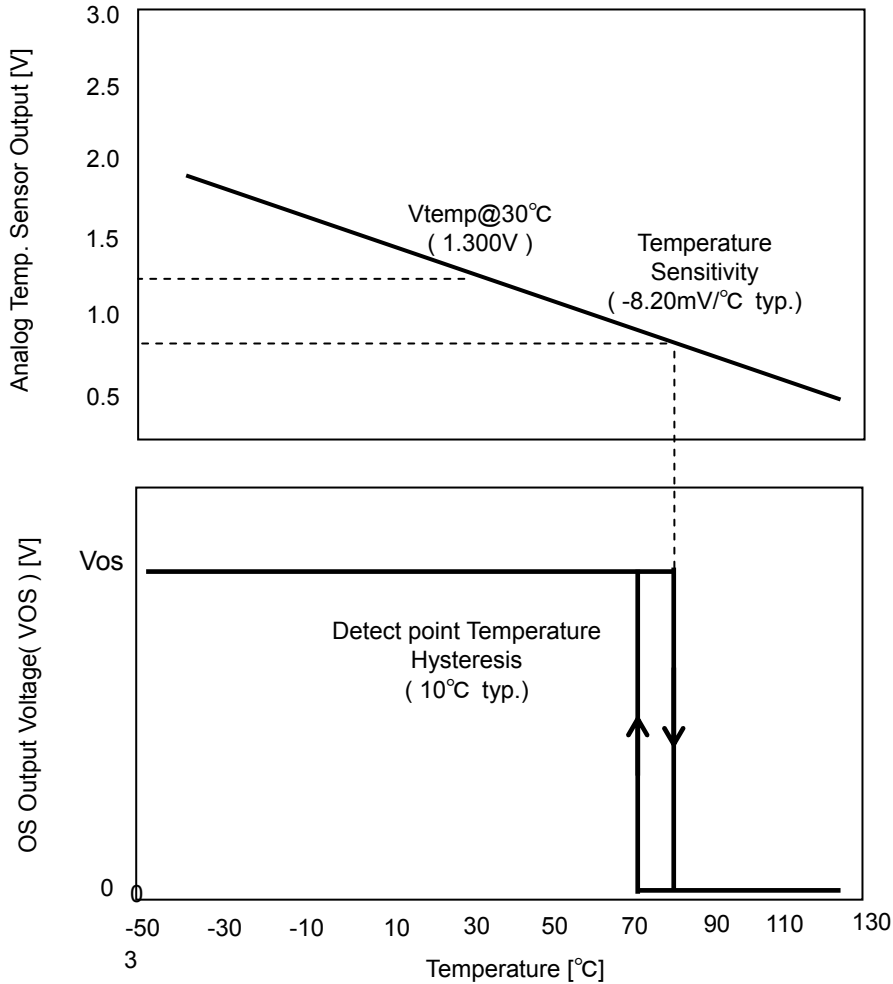 Analog Temp. Sensor Output [V]
3.0
2.5
2.0
1.5
1.0
0.5
Vtemp@30℃
( 1.300V )
Temperature
Sensitivity
( -8.20mV/℃ typ.)
OS Output Voltage( VOS ) [V]
Vos
Detect point Temperature
Hysteresis
( 10℃ typ.)
0 0
-50 -30 -10 10 30 50 70 90 110 130
3
Temperature [℃]